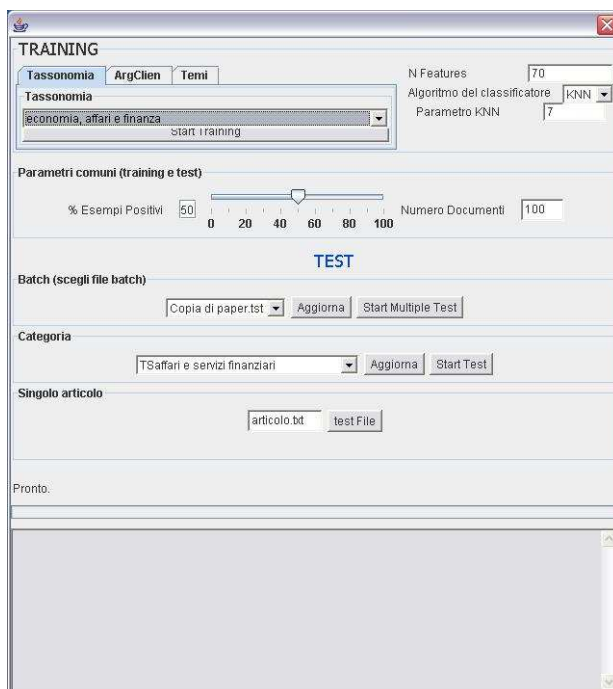 TRAINING
Tassonomia ArgClien Temi
N Features 70
Tassonomia
Algoritmo del classificatore KNN
economia, affari e finanza
Parametro KNN 7
Start Training
Parametri comuni (training e test)
% Esempi Positivi 50
Numero Documenti 100
0 20 40 60 80 100
TEST
Batch (scegli file batch)
Copia di paper.tst Aggiorna Start Multiple Test
Categoria
TSaffari e servizi finanziari Aggiorna Start Test
Singolo articolo
articolo.txt test File
Pronto.